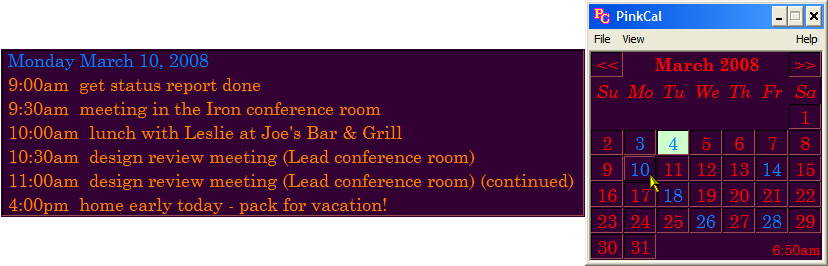 Monday March 10, 2008
9:00am get status report done
9:30am meeting in the Iron conference room
10:00am lunch with Leslie at Joe's Bar & Grill
10:30am design review meeting (Lead conference room)
11:00am design review meeting (Lead conference room) (continued)
4:00pm home early today - pack for vacation!
PC PinkCal
File View Help
<< March 2008 >>
Su Mo Tu We Th Fr Sa
1
2 3 4 5 6 7 8
9 10 11 12 13 14 15
16 17 18 19 20 21 22
23 24 25 26 27 28 29
30 31
6:50am